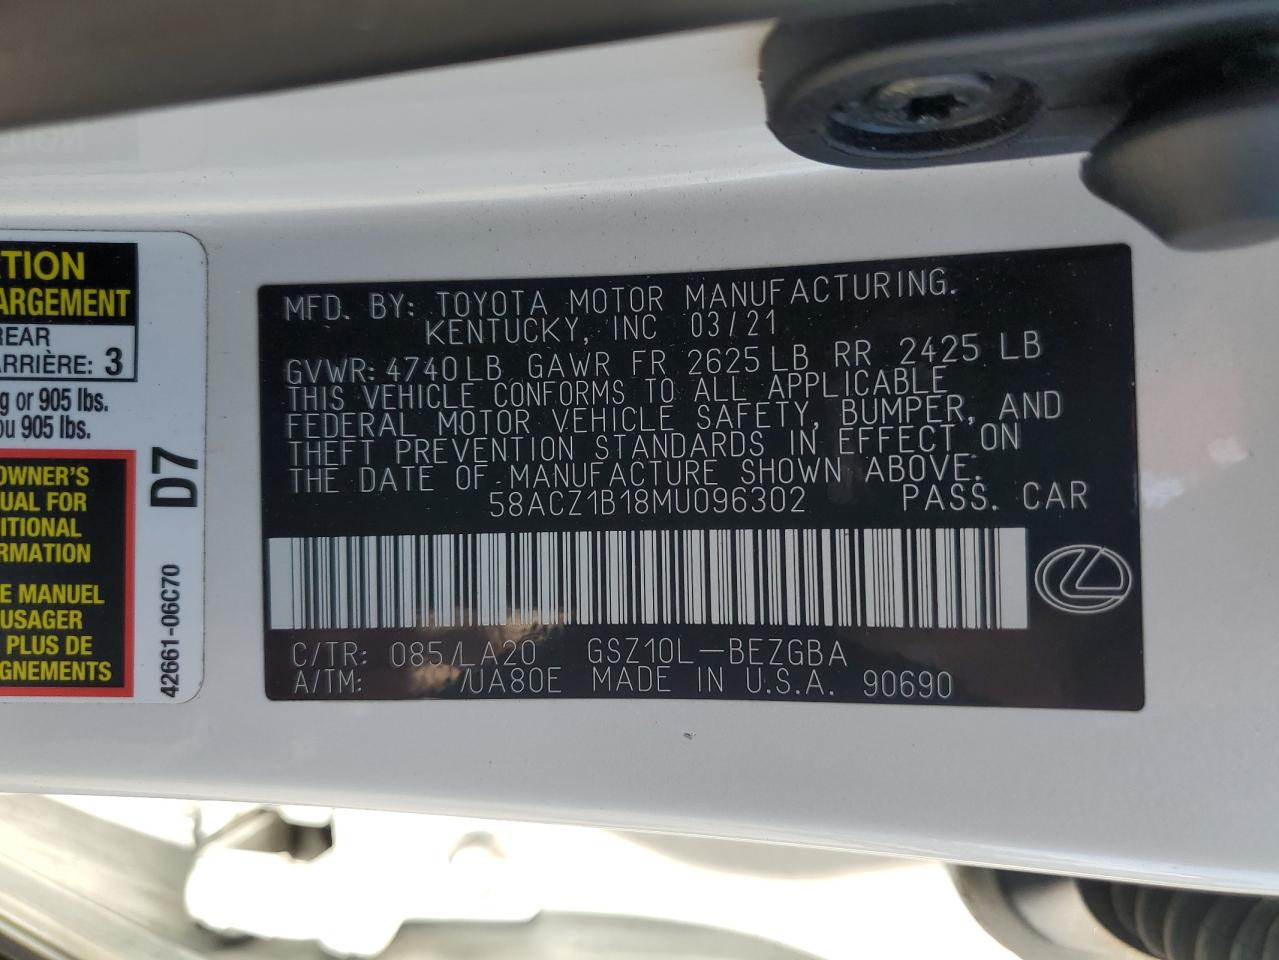 TION
ARGEMENT
REAR
ARRIÈRE: 3
g or 905 lbs.
ou 905 lbs.
OWNER'S
UAL FOR
ITIONAL
RMATION
E MANUEL
USAGER
PLUS DE
GNEMENTS
D7
42661-06C70
MFD. BY: TOYOTA MOTOR MANUFACTURING.
KENTUCKY, INC 03/21
GVWR: 4740LB GAWR FR 2625LB RR 2425 LB
THIS VEHICLE CONFORMS TO ALL APPLICABLE
FEDERAL MOTOR VEHICLE SAFETY, BUMPER, AND
THEFT PREVENTION STANDARDS IN EFFECT ON
THE DATE OF MANUFACTURE SHOWN ABOVE.
58ACZ1B18MU096302 PASS. CAR
C/TR: 085/LA20 GSZ10L-BEZGBA
A/TM: /UA80E MADE IN U.S.A. 90690